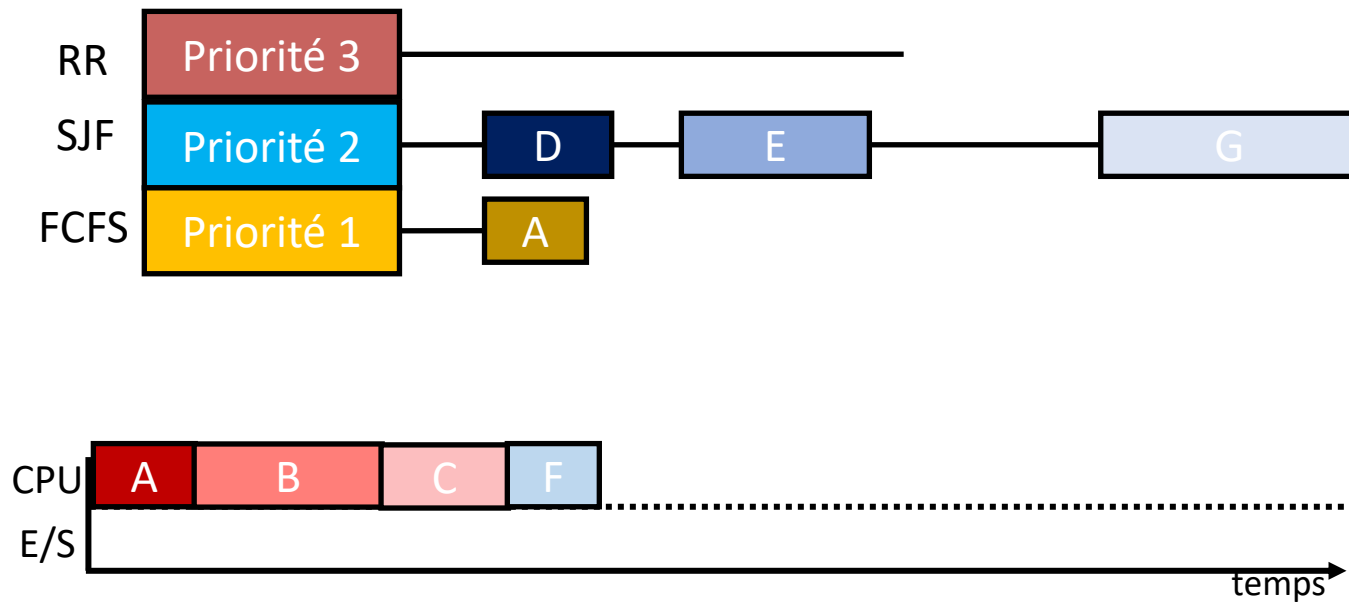 RR Priorité 3
SJF Priorité 2 D E G
FCFS Priorité 1 A
CPU A B C F
E/S
temps